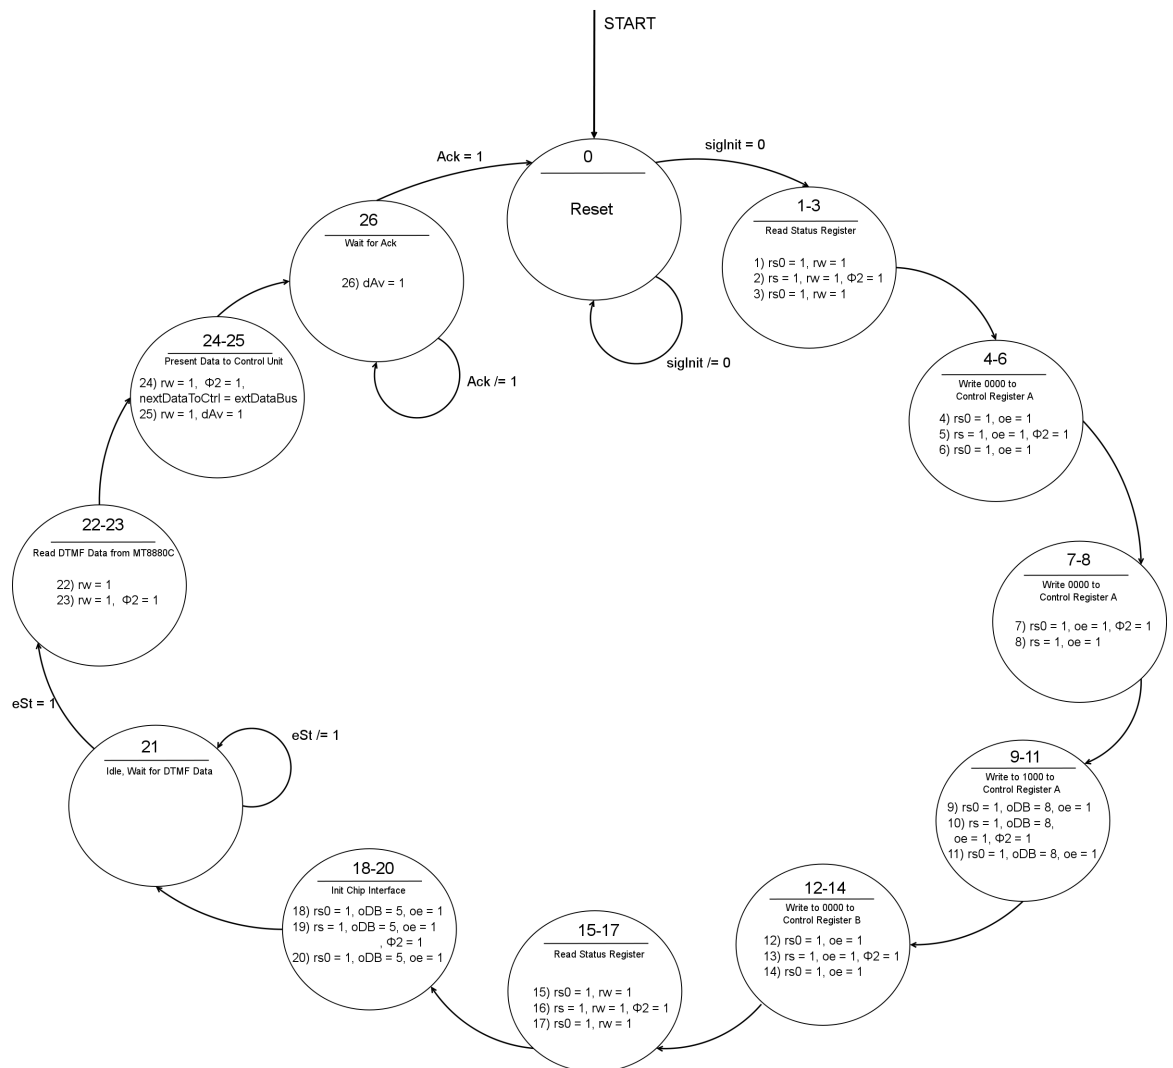 START
0
Reset
sigInit = 0
sigInit /= 0
1-3
Read Status Register
1) rs0 = 1, rw = 1
2) rs = 1, rw = 1, Φ2 = 1
3) rs0 = 1, rw = 1
4-6
Write 0000 to
Control Register A
4) rs0 = 1, oe = 1
5) rs = 1, oe = 1, Φ2 = 1
6) rs0 = 1, oe = 1
7-8
Write 0000 to
Control Register A
7) rs0 = 1, oe = 1, Φ2 = 1
8) rs = 1, oe = 1
9-11
Write to 1000 to
Control Register A
9) rs0 = 1, oDB = 8, oe = 1
10) rs = 1, oDB = 8,
oe = 1, Φ2 = 1
11) rs0 = 1, oDB = 8, oe = 1
12-14
Write to 0000 to
Control Register B
12) rs0 = 1, oe = 1
13) rs = 1, oe = 1, Φ2 = 1
14) rs0 = 1, oe = 1
15-17
Read Status Register
15) rs0 = 1, rw = 1
16) rs = 1, rw = 1, Φ2 = 1
17) rs0 = 1, rw = 1
18-20
Init Chip Interface
18) rs0 = 1, oDB = 5, oe = 1
19) rs = 1, oDB = 5, oe = 1
, Φ2 = 1
20) rs0 = 1, oDB = 5, oe = 1
21
Idle, Wait for DTMF Data
eSt /= 1
eSt = 1
22-23
Read DTMF Data from MT8880C
22) rw = 1
23) rw = 1, Φ2 = 1
24-25
Present Data to Control Unit
24) rw = 1, Φ2 = 1,
nextDataToCtrl = extDataBus
25) rw = 1, dAv = 1
26
Wait for Ack
26) dAv = 1
Ack /= 1
Ack = 1